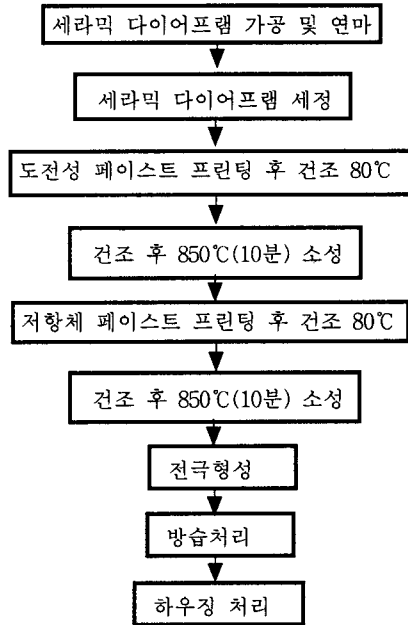 세라믹 다이어프램 가공 및 연마
세라믹 다이어프램 세정
도전성 페이스트 프린팅 후 건조 80℃
건조 후 850℃(10분) 소성
저항체 페이스트 프린팅 후 건조 80℃
건조 후 850℃(10분) 소성
전극형성
방습처리
하우징 처리